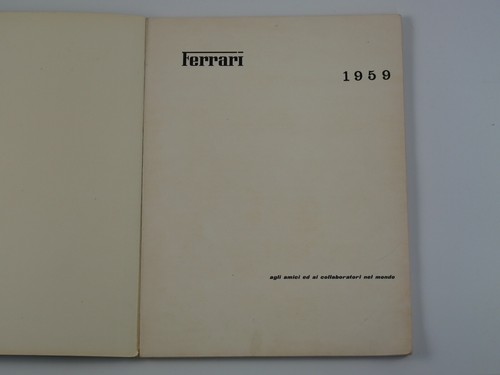 Ferrari
1959
agli amici ed ai collaboratori nel mondo